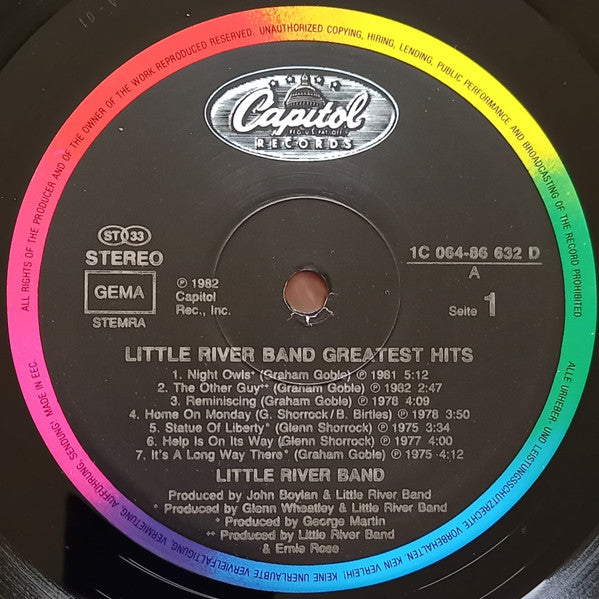 ALL RIGHTS OF THE PRODUCER AND OF THE OWNER OF THE WORK REPRODUCED RESERVED. UNAUTHORIZED COPYING, HIRING, LENDING, PUBLIC PERFORMANCE AND BROADCASTING OF THE RECORD PROHIBITED.
Capitol
REG. U.S. PAT. OFF.
RECORDS
ST 33
STEREO
GEMA
STEMRA
℗ 1982
Capitol
Rec., Inc.
1C 064-86 632 D
A
Seite 1
LITTLE RIVER BAND GREATEST HITS
1. Night Owls° (Graham Goble) ℗ 1981 5:12
2. The Other Guy⁺⁺ (Graham Goble) ℗ 1982 2:47
3. Reminiscing (Graham Goble) ℗ 1978 4:09
4. Home On Monday (G. Shorrock/B. Birtles) ℗ 1978 3:50
5. Statue Of Liberty* (Glenn Shorrock) ℗ 1975 3:34
6. Help Is On Its Way (Glenn Shorrock) ℗ 1977 4:00
7. It's A Long Way There* (Graham Goble) ℗ 1975 4:12
LITTLE RIVER BAND
Produced by John Boylan & Little River Band
* Produced by Glenn Wheatley & Little River Band
° Produced by George Martin
⁺⁺ Produced by Little River Band
& Ernie Rose
ALLE URHEBER- UND LEISTUNGSSCHUTZRECHTE VORBEHALTEN. KEIN VERLEIH! KEINE UNERLAUBTE VERVIELFÄLTIGUNG, VERMIETUNG, AUFFÜHRUNG, SENDUNG! MADE IN EEC.